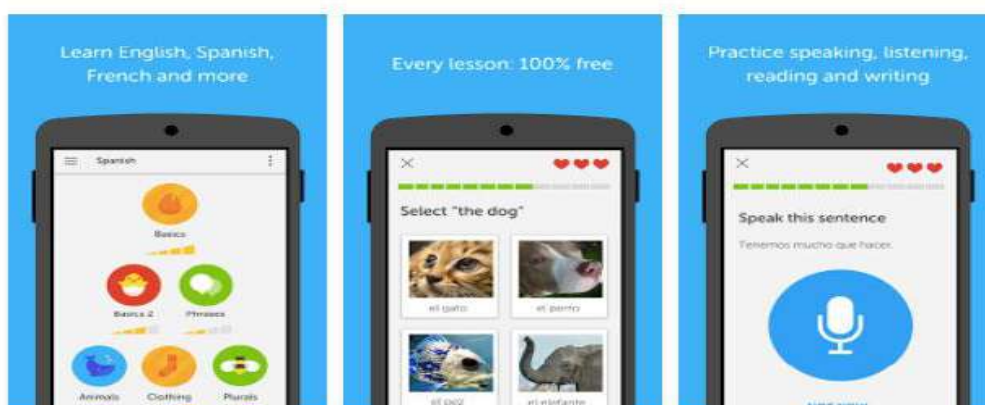 Learn English, Spanish,
French and more
Spanish
Basics
Basics 2
Phrases
Animals
Clothing
Plurals
Every lesson: 100% free
Select "the dog"
el gato
el perro
el pez
el elefante
Practice speaking, listening,
reading and writing
Speak this sentence
Tenemos mucho que hacer.